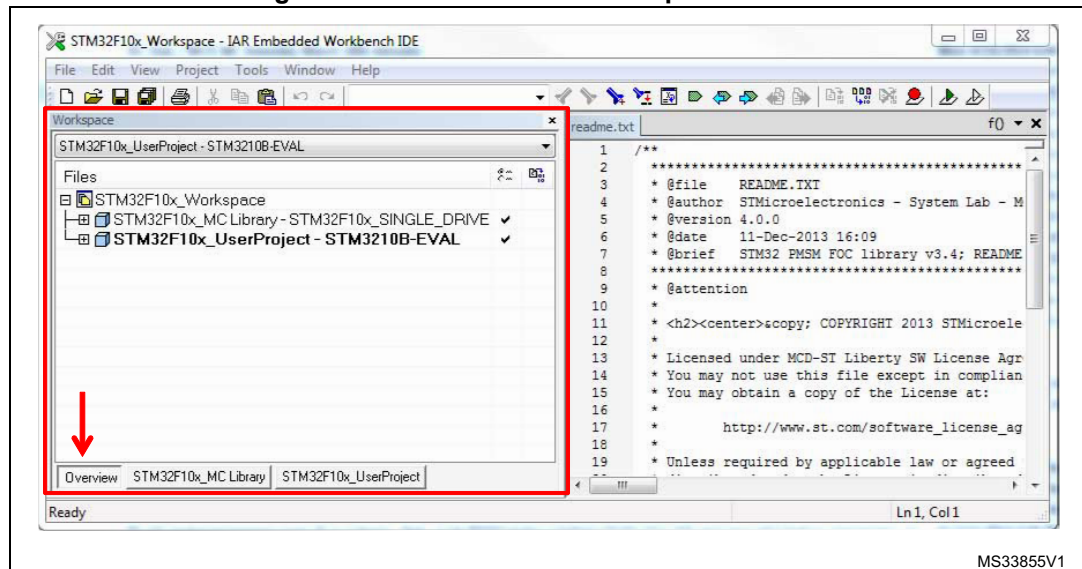 STM32F10x_Workspace - IAR Embedded Workbench IDE
File Edit View Project Tools Window Help
Workspace
STM32F10x_UserProject - STM3210B-EVAL
Files
STM32F10x_Workspace
STM32F10x_MC Library - STM32F10x_SINGLE_DRIVE
STM32F10x_UserProject - STM3210B-EVAL
Overview STM32F10x_MC Library STM32F10x_UserProject
readme.txt f()
1 /**
2 **********************************************
3 * @file README.TXT
4 * @author STMicroelectronics - System Lab - M
5 * @version 4.0.0
6 * @date 11-Dec-2013 16:09
7 * @brief STM32 PMSM FOC library v3.4; README
8 **********************************************
9 * @attention
10 *
11 * <h2><center>&copy; COPYRIGHT 2013 STMicroele
12 *
13 * Licensed under MCD-ST Liberty SW License Agr
14 * You may not use this file except in complian
15 * You may obtain a copy of the License at:
16 *
17 * http://www.st.com/software_license_ag
18 *
19 * Unless required by applicable law or agreed
Ready Ln 1, Col 1
MS33855V1